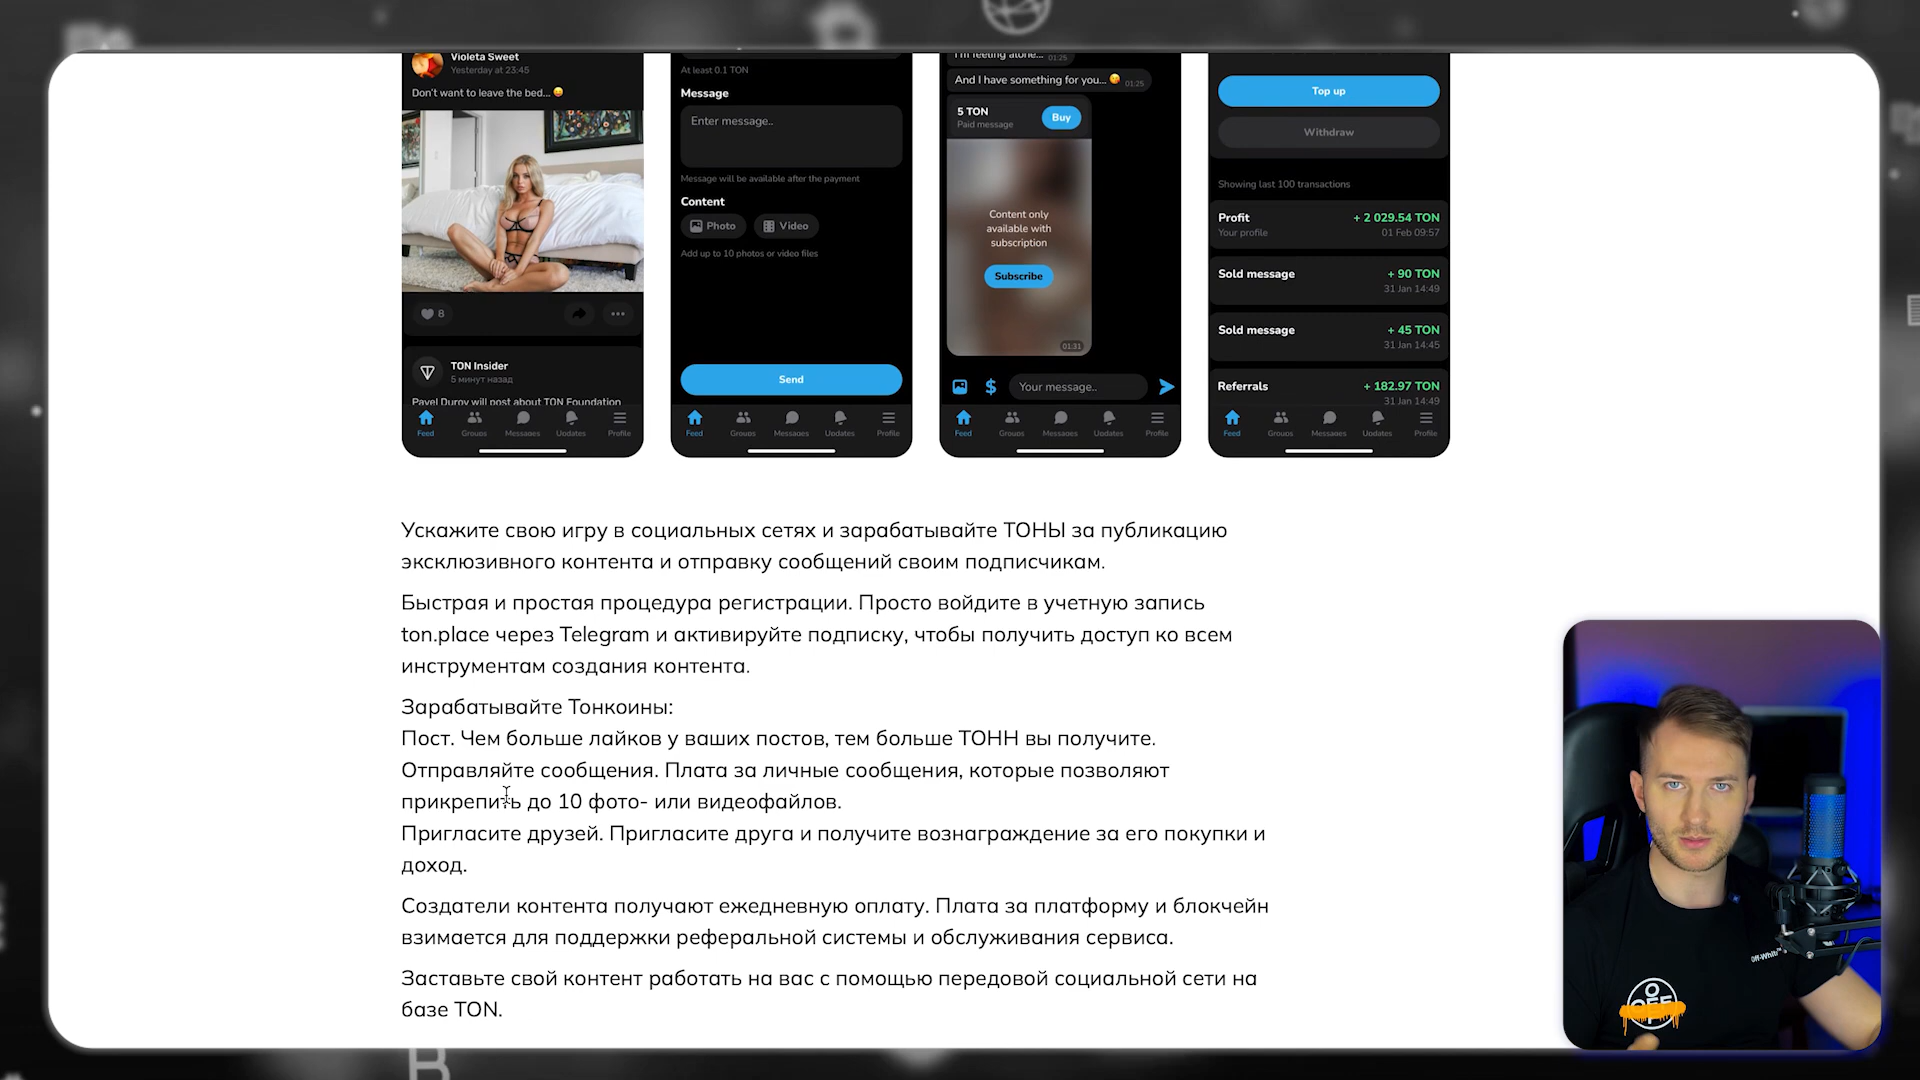 Violeta Sweet
Yesterday at 23:45
Don't want to leave the bed...
8
TON Insider
5 минут назад
Pavel Durov will post about TON Foundation
Feed Groups Messages Updates Profile
At least 0.1 TON
Message
Enter message..
Message will be available after the payment
Content
Photo Video
Add up to 10 photos or video files
Send
Feed Groups Messages Updates Profile
I'm feeling alone... 01:25
And I have something for you... 01:25
5 TON
Paid message
Buy
Content only
available with
subscription
Subscribe
01:31
$ Your message..
Feed Groups Messages Updates Profile
Top up
Withdraw
Showing last 100 transactions
Profit + 2 029.54 TON
Your profile 01 Feb 09:57
Sold message + 90 TON
31 Jan 14:49
Sold message + 45 TON
31 Jan 14:45
Referrals + 182.97 TON
31 Jan 14:49
Feed Groups Messages Updates Profile
Ускажите свою игру в социальных сетях и зарабатывайте ТОНЫ за публикацию
эксклюзивного контента и отправку сообщений своим подписчикам.
Быстрая и простая процедура регистрации. Просто войдите в учетную запись
ton.place через Telegram и активируйте подписку, чтобы получить доступ ко всем
инструментам создания контента.
Зарабатывайте Тонкоины:
Пост. Чем больше лайков у ваших постов, тем больше ТОНН вы получите.
Отправляйте сообщения. Плата за личные сообщения, которые позволяют
прикрепить до 10 фото- или видеофайлов.
Пригласите друзей. Пригласите друга и получите вознаграждение за его покупки и
доход.
Создатели контента получают ежедневную оплату. Плата за платформу и блокчейн
взимается для поддержки реферальной системы и обслуживания сервиса.
Заставьте свой контент работать на вас с помощью передовой социальной сети на
базе TON.
Off-White™
O
OFF